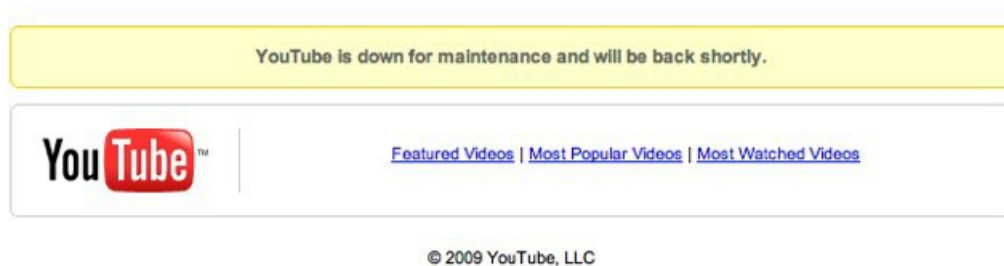 YouTube is down for maintenance and will be back shortly.
YouTube™
Featured Videos | Most Popular Videos | Most Watched Videos
© 2009 YouTube, LLC